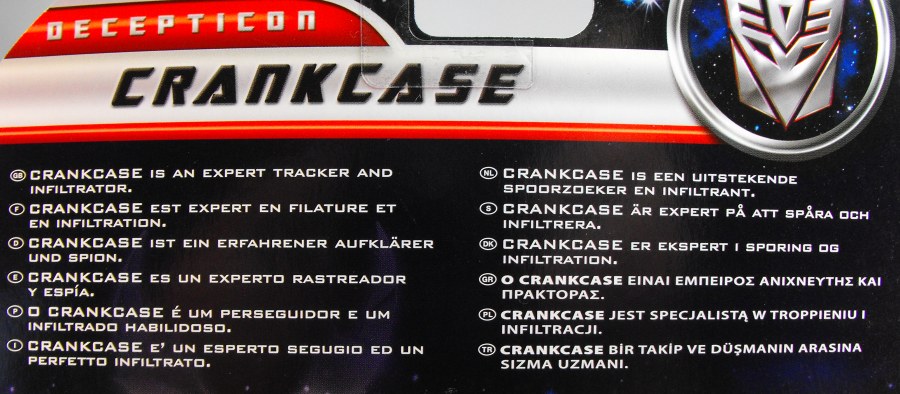 DECEPTICON
CRANKCASE
GB CRANKCASE IS AN EXPERT TRACKER AND
INFILTRATOR.
F CRANKCASE EST EXPERT EN FILATURE ET
EN INFILTRATION.
D CRANKCASE IST EIN ERFAHRENER AUFKLÄRER
UND SPION.
E CRANKCASE ES UN EXPERTO RASTREADOR
Y ESPÍA.
P O CRANKCASE É UM PERSEGUIDOR E UM
INFILTRADO HABILIDOSO.
I CRANKCASE E' UN ESPERTO SEGUGIO ED UN
PERFETTO INFILTRATO.
NL CRANKCASE IS EEN UITSTEKENDE
SPOORZOEKER EN INFILTRANT.
S CRANKCASE ÄR EXPERT PÅ ATT SPÅRA OCH
INFILTRERA.
DK CRANKCASE ER EKSPERT I SPORING OG
INFILTRATION.
GR Ο CRANKCASE ΕΙΝΑΙ ΕΜΠΕΙΡΟΣ ΑΝΙΧΝΕΥΤΗΣ ΚΑΙ
ΠΡΑΚΤΟΡΑΣ.
PL CRANKCASE JEST SPECJALISTĄ W TROPPIENIU I
INFILTRACJI.
TR CRANKCASE BİR TAKİP VE DÜŞMANIN ARASINA
SIZMA UZMANI.